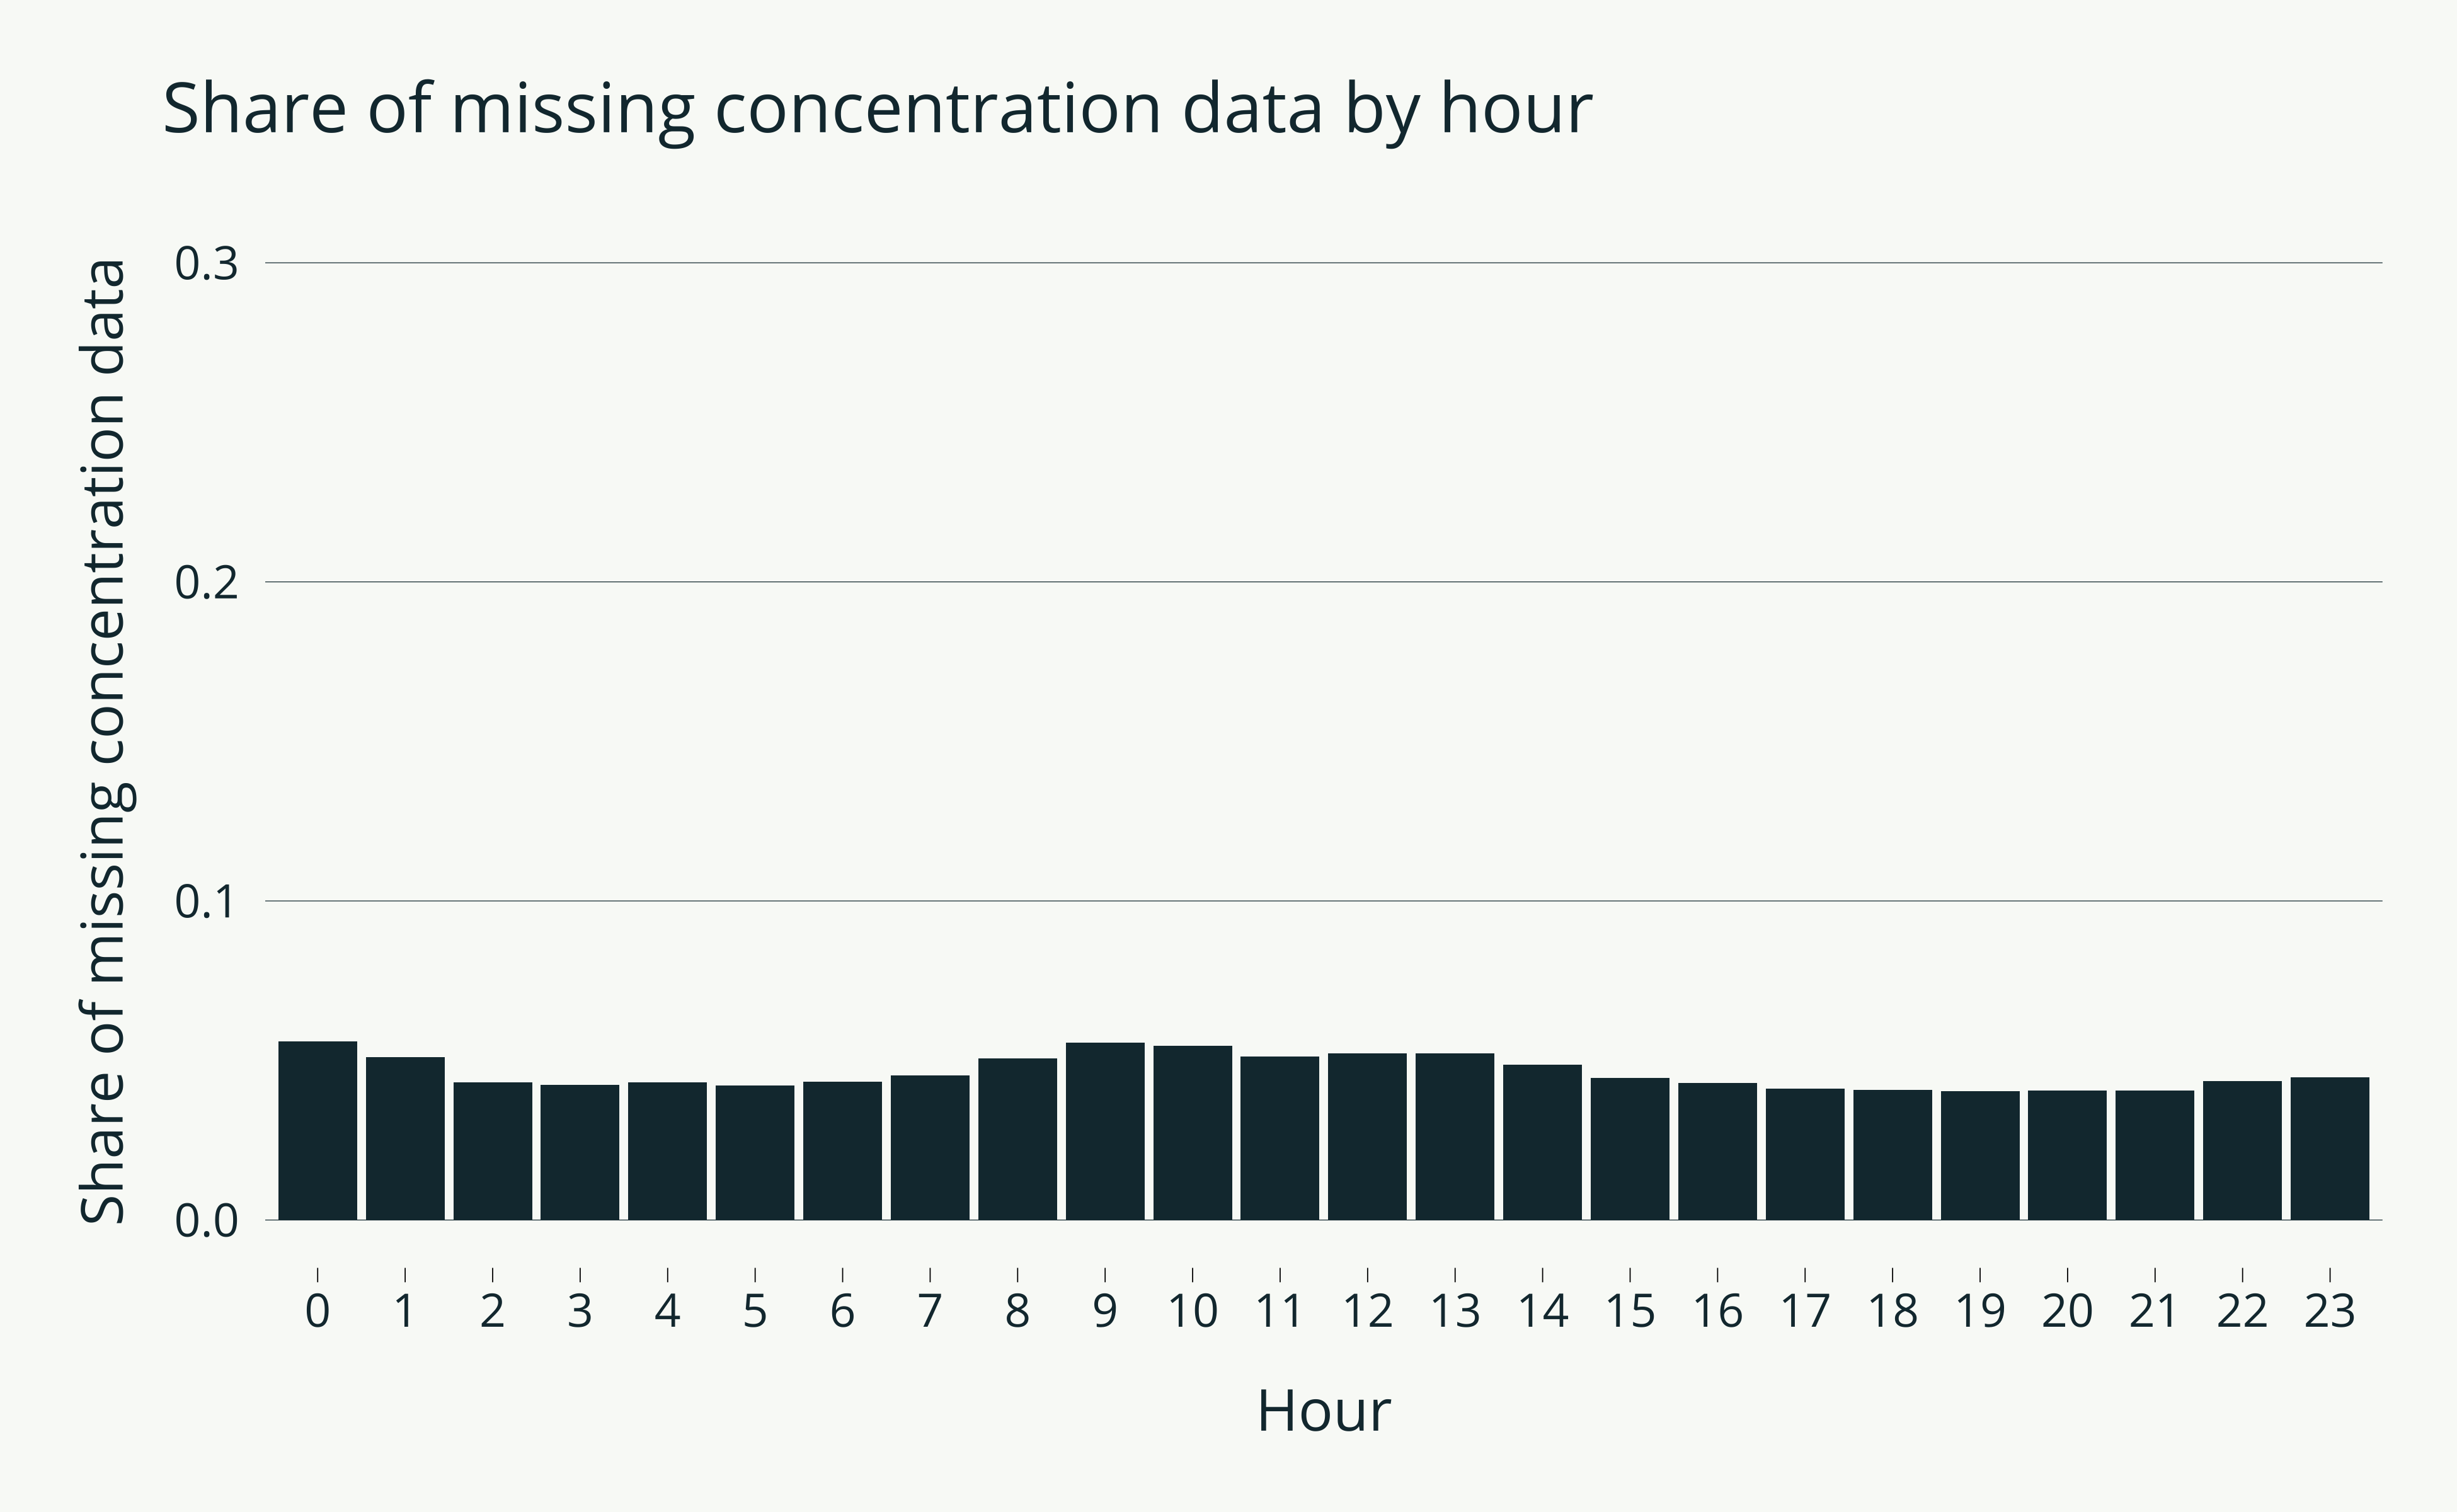 Share of missing concentration data by hour
Share of missing concentration data
0.3
0.2
0.1
0.0
0 1 2 3 4 5 6 7 8 9 10 11 12 13 14 15 16 17 18 19 20 21 22 23
Hour